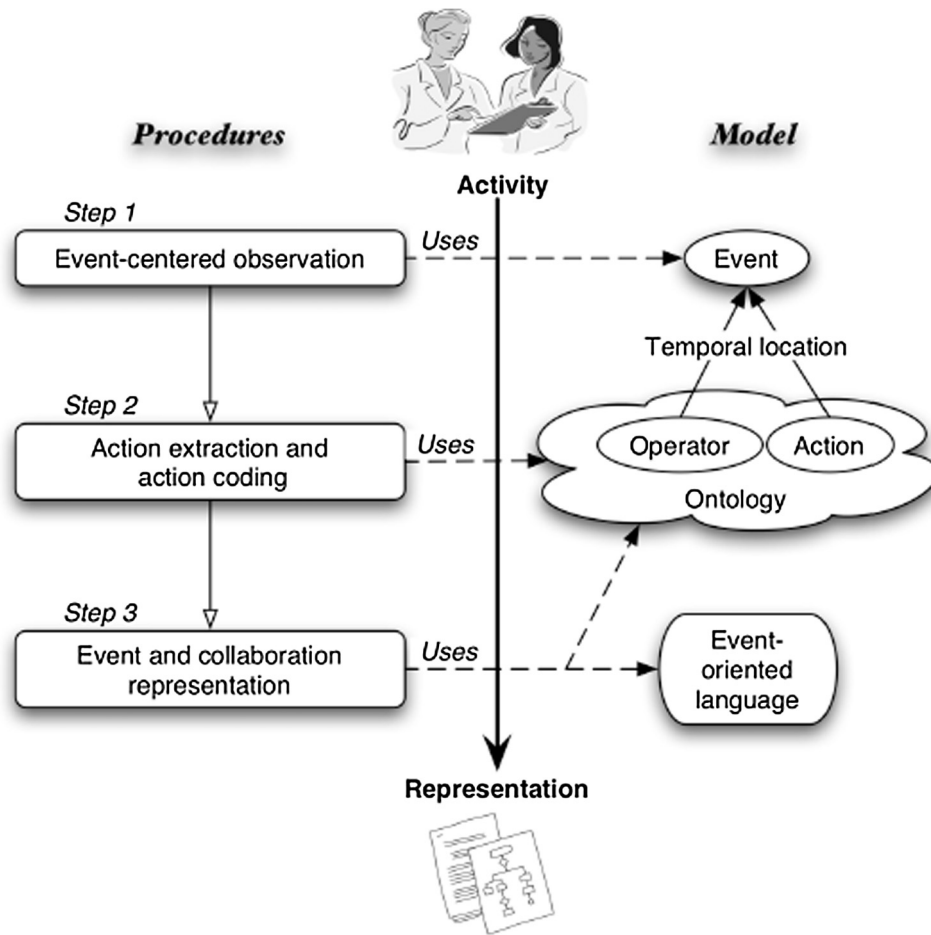 Procedures
Model
Activity
Step 1
Event-centered observation
Uses
Event
Temporal location
Step 2
Action extraction and
action coding
Uses
Operator
Action
Ontology
Step 3
Event and collaboration
representation
Uses
Event-
oriented
language
Representation